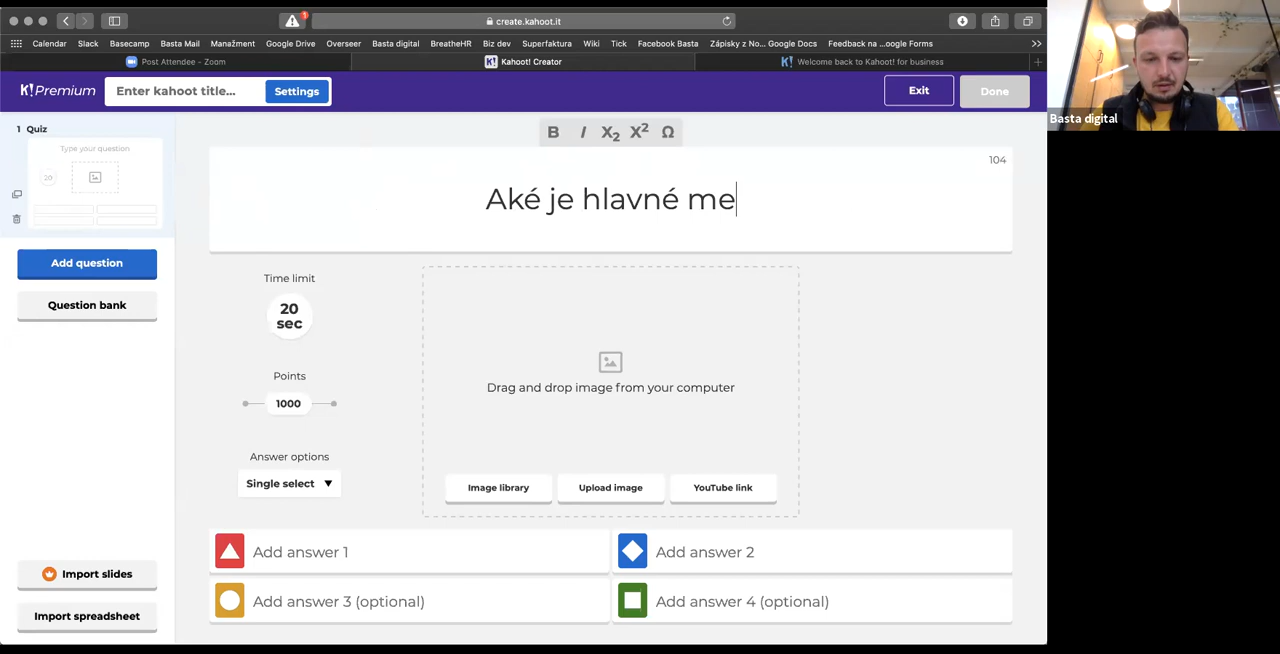 create.kahoot.it
1
Calendar Slack Basecamp Basta Mail Manažment Google Drive Overseer Basta digital BreatheHR Biz dev Superfaktura Wiki Tick Facebook Basta Zápisky z No... Google Docs Feedback na ...oogle Forms
Post Attendee - Zoom K! Kahoot! Creator K! Welcome back to Kahoot! for business
K!Premium Enter kahoot title... Settings Exit Done
Basta digital
1 Quiz
Type your question
20
Add question
Question bank
Import slides
Import spreadsheet
B I X2 X2 Ω
104
Aké je hlavné me
Time limit
20
sec
Points
1000
Answer options
Single select
Drag and drop image from your computer
Image library Upload image YouTube link
Add answer 1 Add answer 2
Add answer 3 (optional) Add answer 4 (optional)